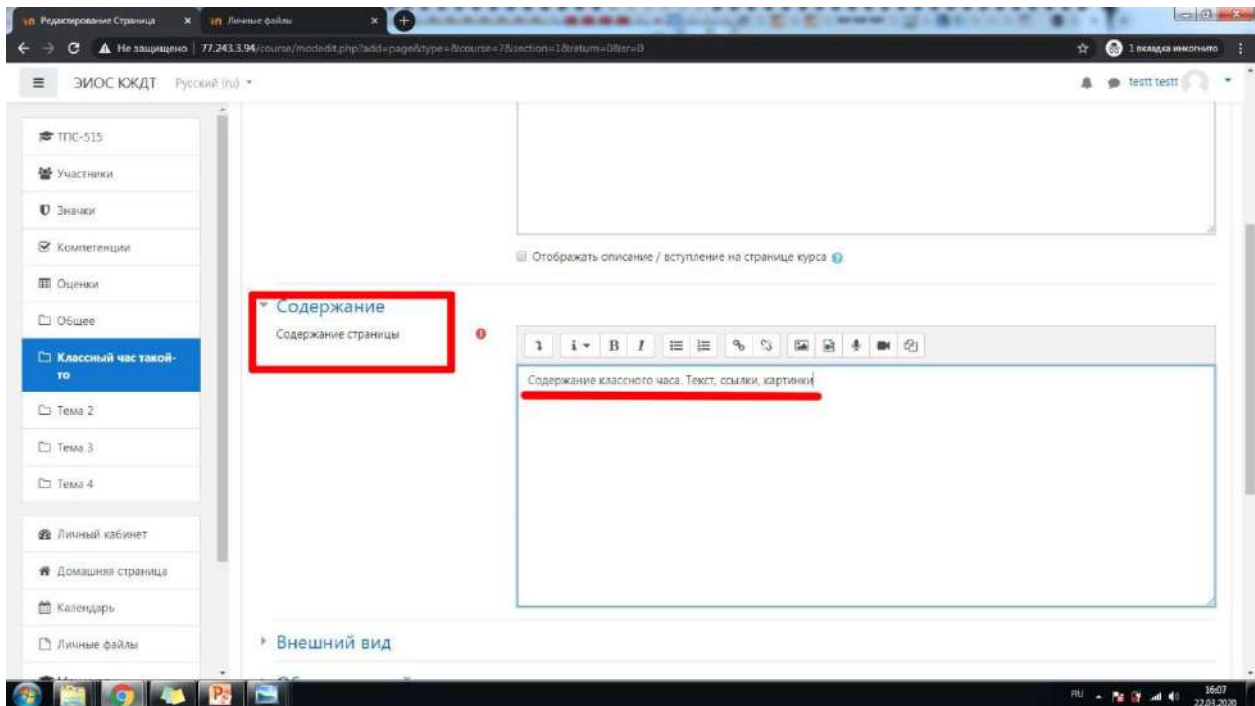 Редактирование Страница × Личные файлы ×
Не защищено 77.243.3.94/course/modedit.php?add=page&type=&course=7&section=1&return=0&sr=0 1 вкладка инкогнито
ЭИОС КЖДТ Русский (ru) testt testt
ТПС-515
Участники
Значки
Компетенции
Оценки
Общее
Классный час такой-
то
Тема 2
Тема 3
Тема 4
Личный кабинет
Домашняя страница
Календарь
Личные файлы
Отображать описание / вступление на странице курса
Содержание
Содержание страницы
B I
Содержание классного часа. Текст, ссылки, картинки
Внешний вид
RU 16:07
22.03.2020